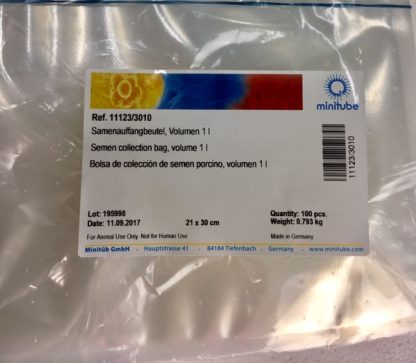 minitube
Ref. 11123/3010
Samenauffangbeutel, Volumen 1 l
Semen collection bag, volume 1 l
Bolsa de colección de semen porcino, volumen 1 l
11123/3010
Lot: 195998
Quantity: 100 pcs.
Date: 11.09.2017
21 x 30 cm
Weight: 0.793 kg
For Animal Use Only. Not for Human Use
Made in Germany
Minitüb GmbH . Hauptstrasse 41 . 84184 Tiefenbach . Germany . www.minitube.com